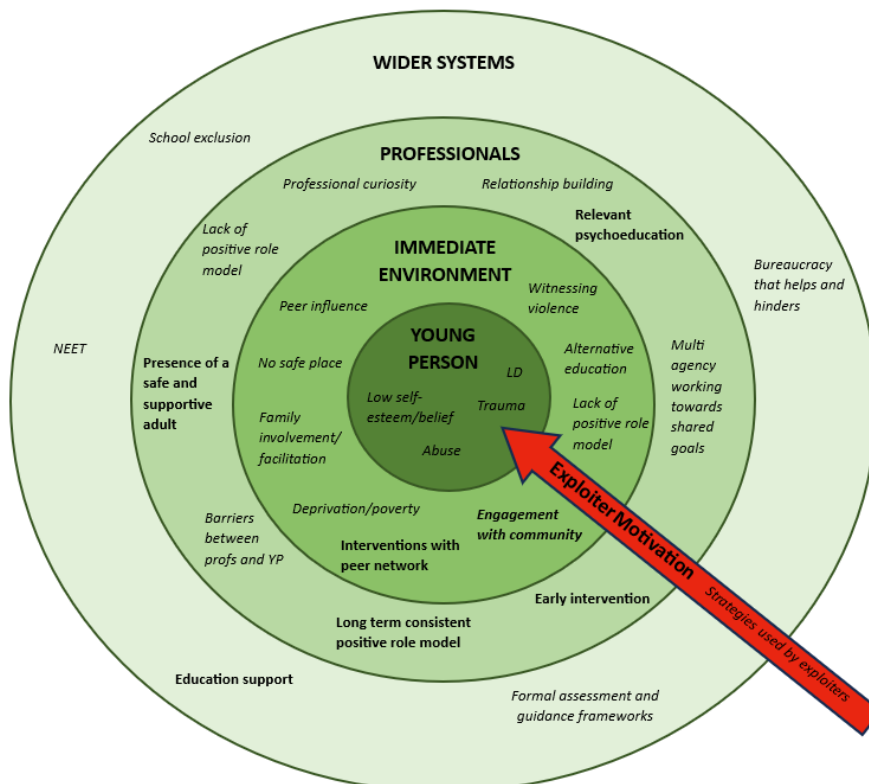 WIDER SYSTEMS
School exclusion
PROFESSIONALS
Professional curiosity
Relationship building
Lack of
positive role
model
Relevant
psychoeducation
IMMEDIATE
ENVIRONMENT
Bureaucracy
that helps and
hinders
Peer influence
Witnessing
violence
NEET
YOUNG
PERSON
Presence of a
safe and
supportive
adult
No safe place
LD
Alternative
education
Multi
agency
working
towards
shared
goals
Low self-
esteem/belief
Trauma
Lack of
positive role
model
Family
involvement/
facilitation
Abuse
Exploiter Motivation
Strategies used by exploiters
Deprivation/poverty
Engagement
with community
Barriers
between
profs and YP
Interventions with
peer network
Early intervention
Long term consistent
positive role model
Education support
Formal assessment and
guidance frameworks